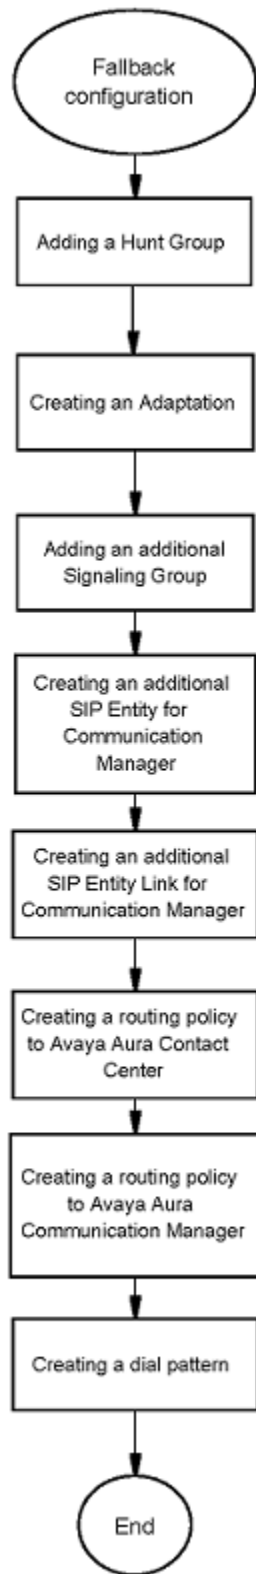 Fallback
configuration
Adding a Hunt Group
Creating an Adaptation
Adding an additional
Signaling Group
Creating an additional
SIP Entity for
Communication
Manager
Creating an additional
SIP Entity Link for
Communication Manager
Creating a routing policy
to Avaya Aura Contact
Center
Creating a routing policy
to Avaya Aura
Communication Manager
Creating a dial pattern
End